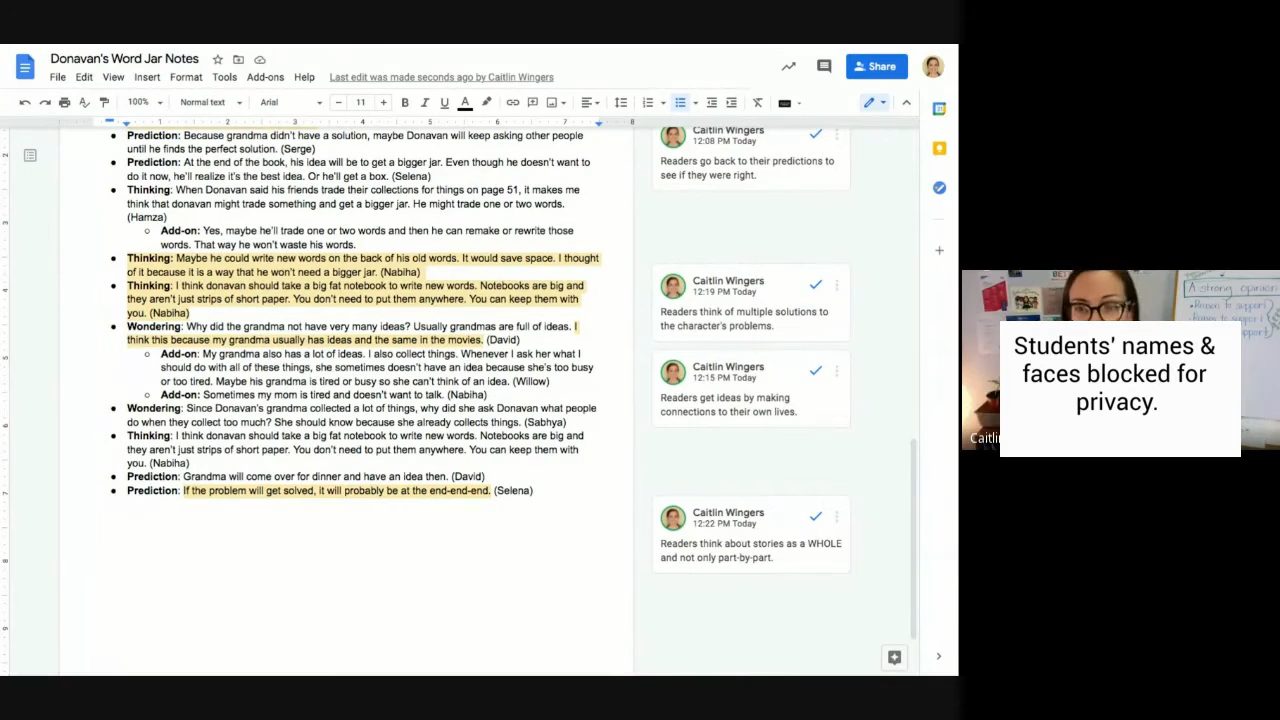 Donavan's Word Jar Notes
File Edit View Insert Format Tools Add-ons Help Last edit was made seconds ago by Caitlin Wingers
Share
100% Normal text Arial 11
1 2 3 4 5 6 7 8
Prediction: Because grandma didn't have a solution, maybe Donavan will keep asking other people
until he finds the perfect solution. (Serge)
Prediction: At the end of the book, his idea will be to get a bigger jar. Even though he doesn't want to
do it now, he'll realize it's the best idea. Or he'll get a box. (Selena)
Thinking: When Donavan said his friends trade their collections for things on page 51, it makes me
think that donavan might trade something and get a bigger jar. He might trade one or two words.
(Hamza)
Add-on: Yes, maybe he'll trade one or two words and then he can remake or rewrite those
words. That way he won't waste his words.
Thinking: Maybe he could write new words on the back of his old words. It would save space. I thought
of it because it is a way that he won't need a bigger jar. (Nabiha)
Thinking: I think donavan should take a big fat notebook to write new words. Notebooks are big and
they aren't just strips of short paper. You don't need to put them anywhere. You can keep them with
you. (Nabiha)
Wondering: Why did the grandma not have very many ideas? Usually grandmas are full of ideas. I
think this because my grandma usually has ideas and the same in the movies. (David)
Add-on: My grandma also has a lot of ideas. I also collect things. Whenever I ask her what I
should do with all of these things, she sometimes doesn't have an idea because she's too busy
or too tired. Maybe his grandma is tired or busy so she can't think of an idea. (Willow)
Add-on: Sometimes my mom is tired and doesn't want to talk. (Nabiha)
Wondering: Since Donavan's grandma collected a lot of things, why did she ask Donavan what people
do when they collect too much? She should know because she already collects things. (Sabhya)
Thinking: I think donavan should take a big fat notebook to write new words. Notebooks are big and
they aren't just strips of short paper. You don't need to put them anywhere. You can keep them with
you. (Nabiha)
Prediction: Grandma will come over for dinner and have an idea then. (David)
Prediction: If the problem will get solved, it will probably be at the end-end-end. (Selena)
Caitlin Wingers
12:08 PM Today
Readers go back to their predictions to
see if they were right.
Caitlin Wingers
12:19 PM Today
Readers think of multiple solutions to
the character's problems.
Caitlin Wingers
12:15 PM Today
Readers get ideas by making
connections to their own lives.
Caitlin Wingers
12:22 PM Today
Readers think about stories as a WHOLE
and not only part-by-part.
A strong opinion
Students' names &
faces blocked for
privacy.